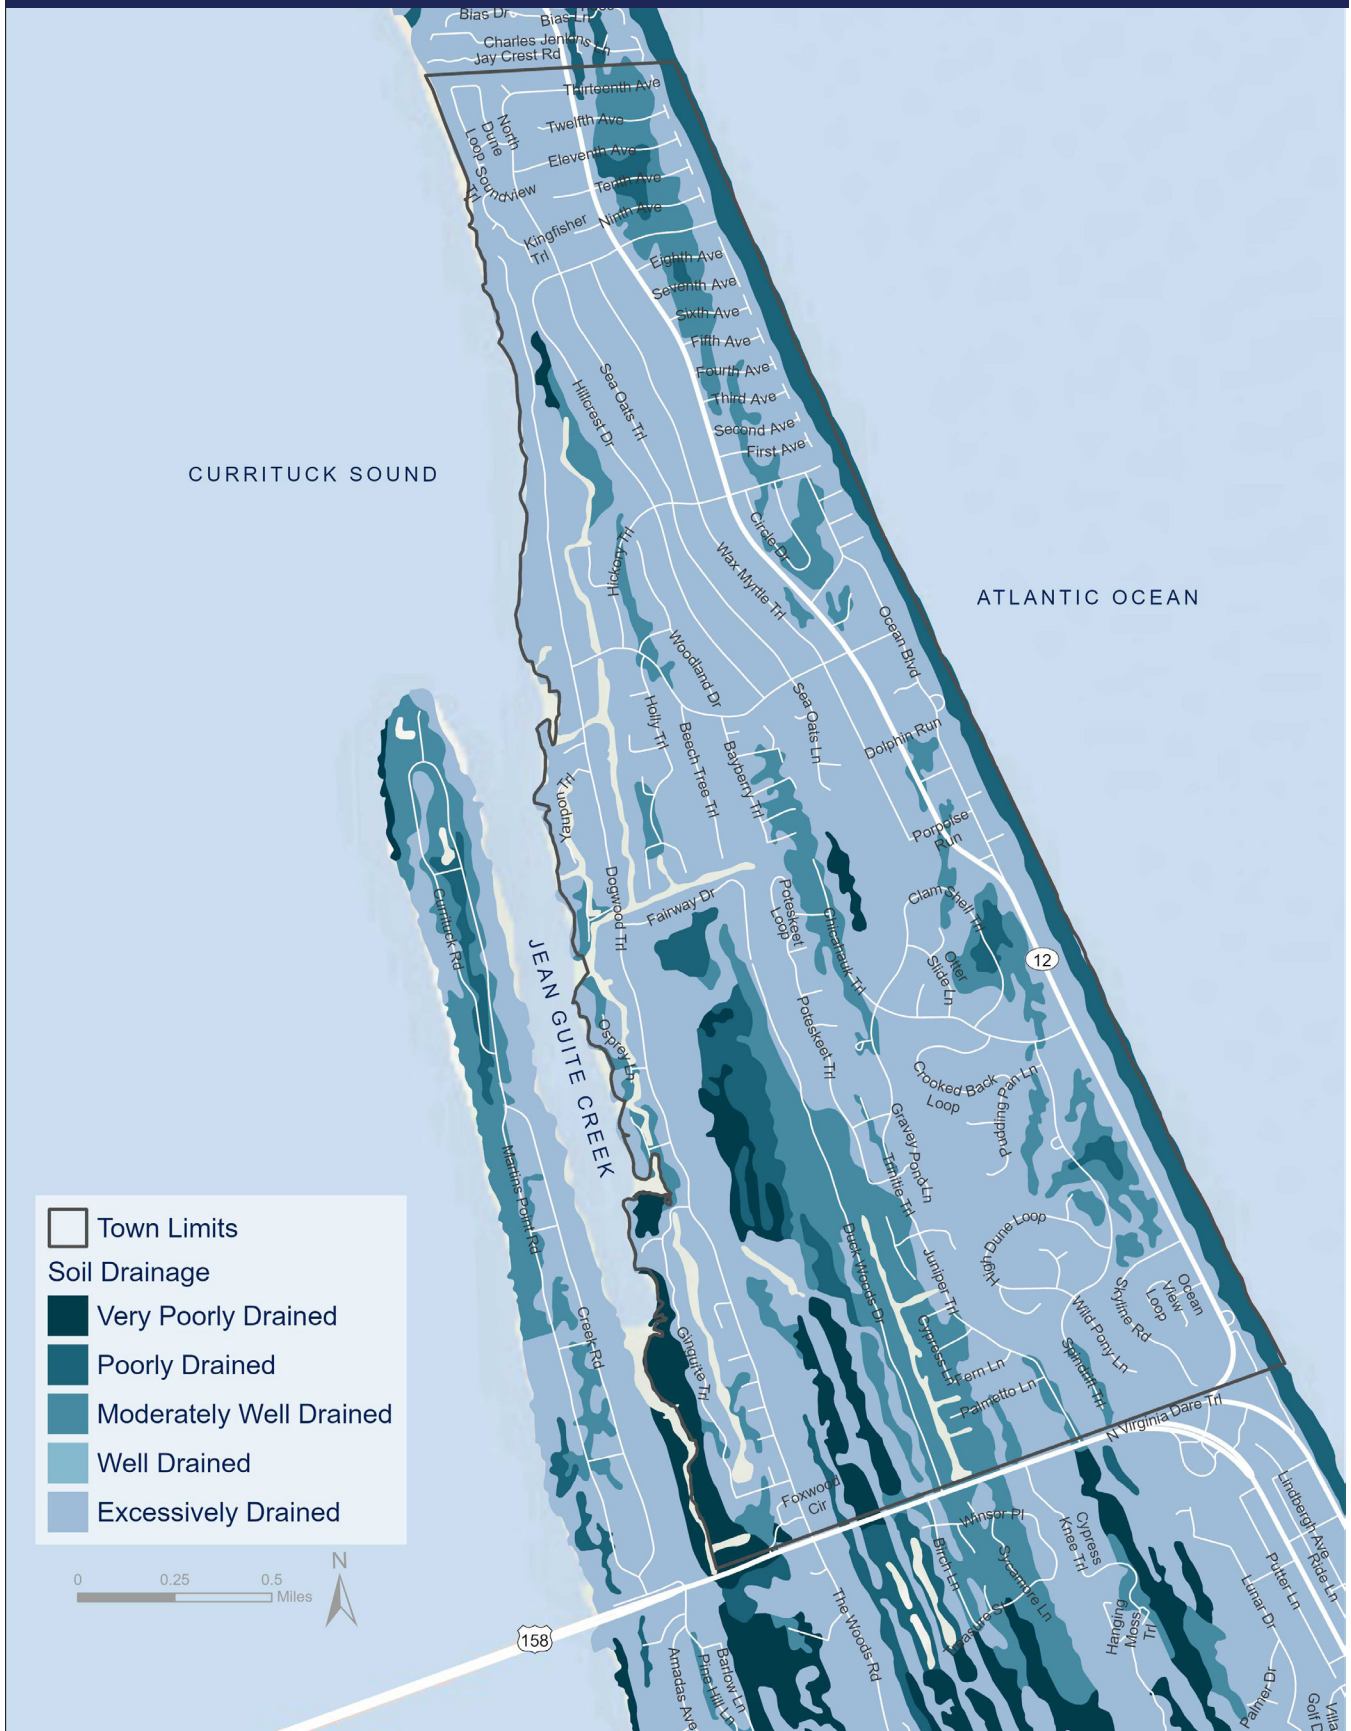 Bias Dr
Bias Ln
Charles Jenkins Ln
Jay Crest Rd
Thirteenth Ave
North
Dune
Loop
Twelfth Ave
Eleventh Ave
Soundview
Trl
Tenth Ave
Ninth Ave
Kingfisher
Trl
Eighth Ave
Seventh Ave
Sixth Ave
Fifth Ave
Fourth Ave
Third Ave
Second Ave
First Ave
Sea Oats Trl
Hillcrest Dr
CURRITUCK SOUND
Circle Dr
Hickory Trl
Wax Myrtle Trl
ATLANTIC OCEAN
Ocean Blvd
Woodland Dr
Holly Trl
Sea Oats Ln
Beech Tree Trl
Bayberry Trl
Dolphin Run
Yaupon Trl
Porpoise
Run
Dogwood Trl
Fairway Dr
Poteskeet
Loop
Clam Shell Trl
Chicahauk Trl
Currituck Rd
Otter
Slide Ln
12
JEAN GUITE CREEK
Osprey Ln
Poteskeet Trl
Crooked Back
Loop
Pudding Pan Ln
Gravey Pond Ln
Trinitie Trl
Martins Point Rd
Town Limits
Soil Drainage
Very Poorly Drained
Poorly Drained
Moderately Well Drained
Well Drained
Excessively Drained
High Dune Loop
Duck Woods Dr
Juniper Trl
Ocean
View
Loop
Skyline Rd
Wild Pony Ln
Creek Rd
Ginguite Trl
Cypress Ln
Fern Ln
Spindrift Trl
Palmetto Ln
N Virginia Dare Trl
Foxwood
Cir
Winsor Pl
Cypress
Knee Trl
Lindbergh Ave
Ride Ln
Birch Ln
Sycamore Ln
Putter Ln
Lunar Dr
N
0 0.25 0.5
Miles
Treasure St
Hanging
Moss
Trl
The Woods Rd
158
Amadas Ave
Pine Hill Ln
Barlow Ln
Palmer Dr